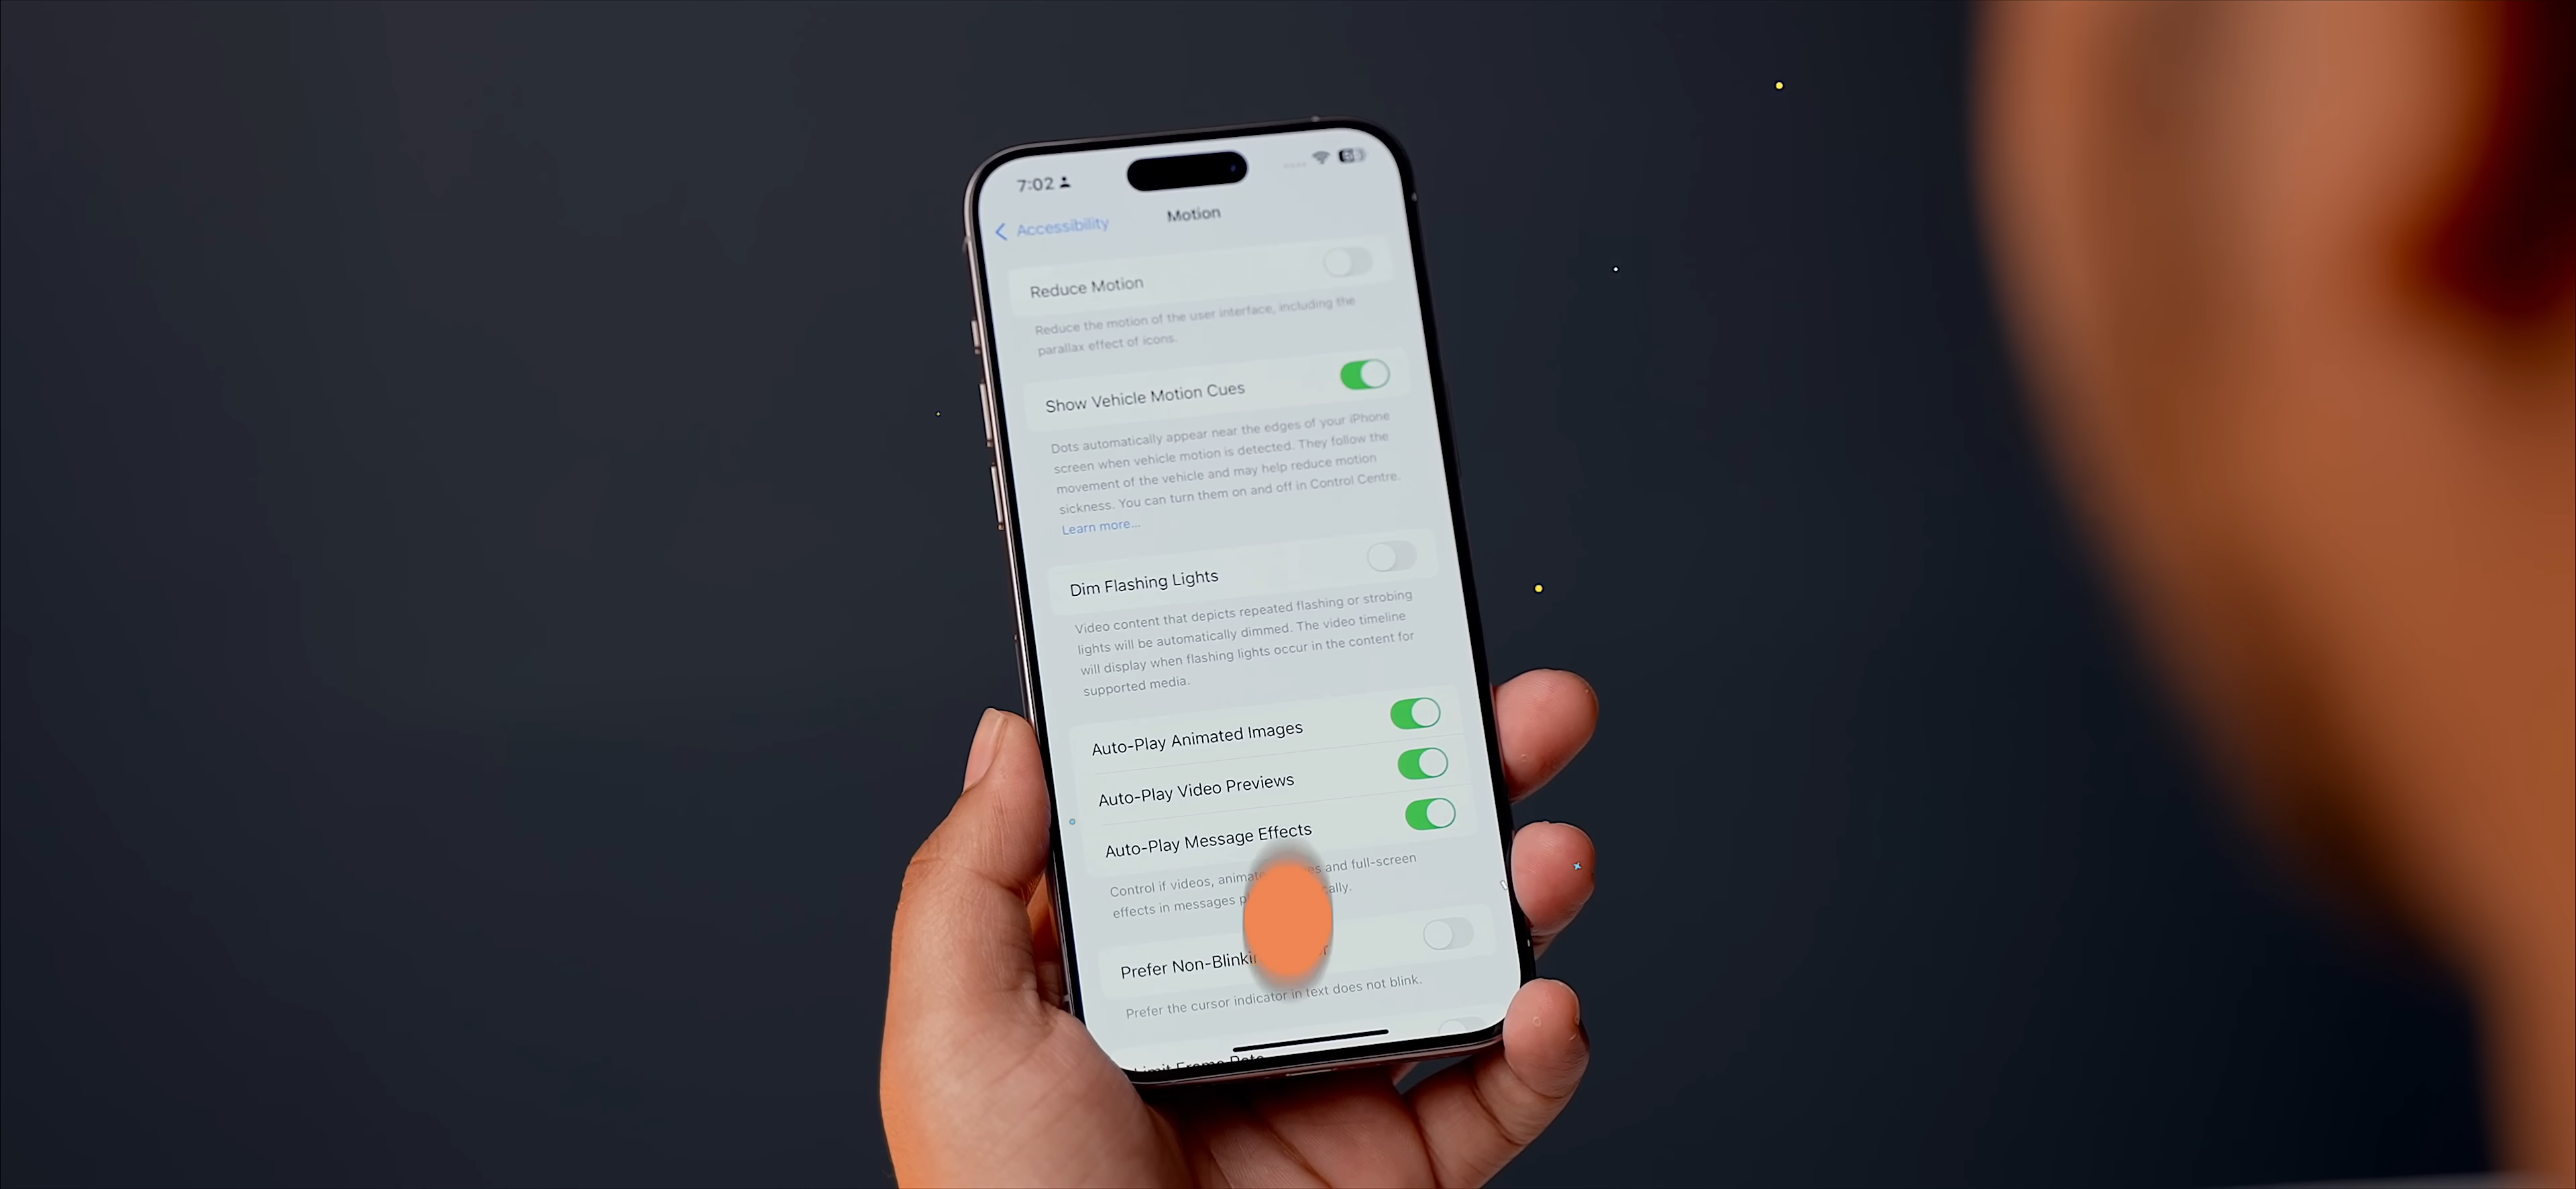 7:02
Accessibility
Motion
Reduce Motion
Reduce the motion of the user interface, including the
parallax effect of icons.
Show Vehicle Motion Cues
Dots automatically appear near the edges of your iPhone
screen when vehicle motion is detected. They follow the
movement of the vehicle and may help reduce motion
sickness. You can turn them on and off in Control Centre.
Learn more...
Dim Flashing Lights
Video content that depicts repeated flashing or strobing
lights will be automatically dimmed. The video timeline
will display when flashing lights occur in the content for
supported media.
Auto-Play Animated Images
Auto-Play Video Previews
Auto-Play Message Effects
Control if videos, and full-screen
effects in messages
Prefer
Prefer the cursor indicator in text does not blink.
Limit Frame Rate